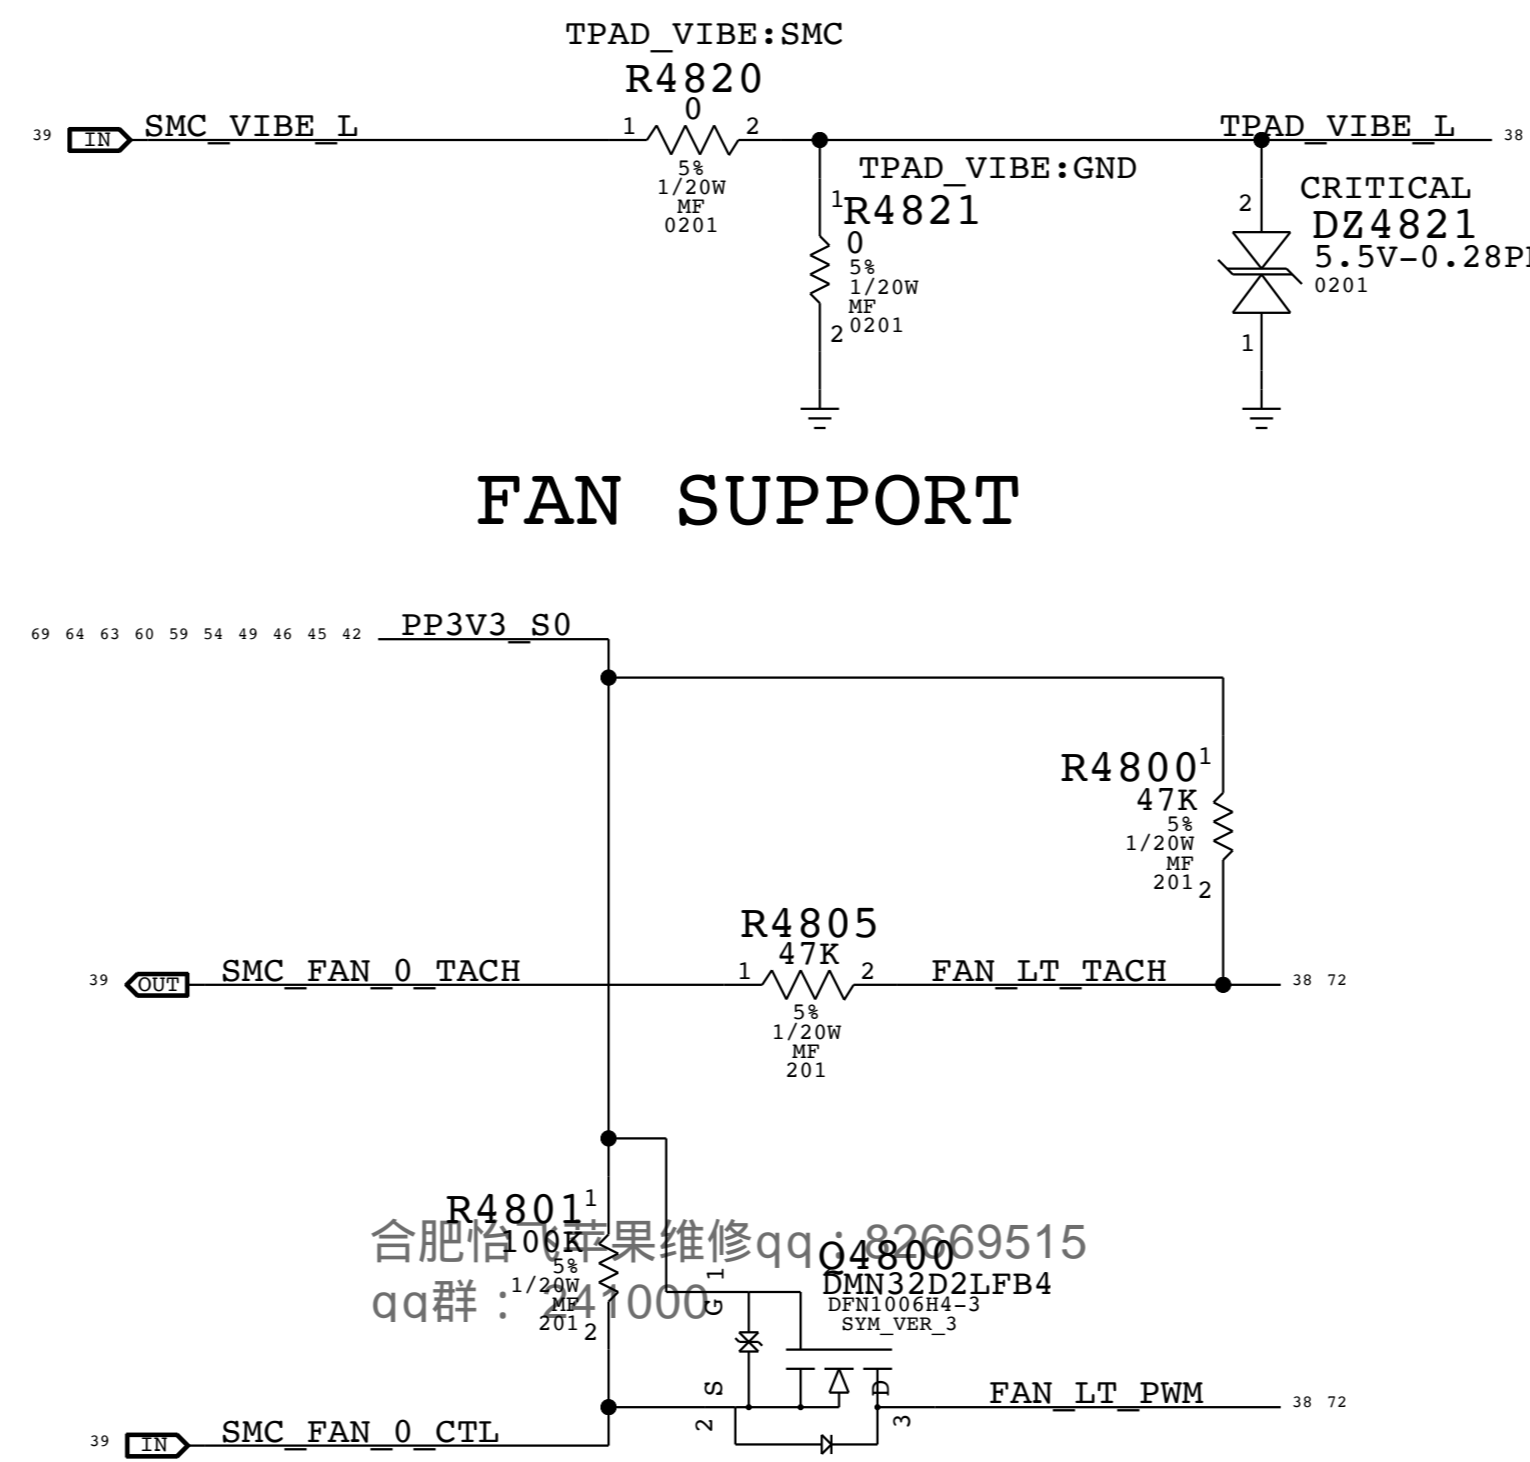 TPAD_VIBE:SMC
R4820
0
39 IN SMC_VIBE_L 1 2 TPAD_VIBE_L 38
5%
1/20W
MF
0201
TPAD_VIBE:GND
1 R4821
0
5%
1/20W
MF
2 0201
CRITICAL
2 DZ4821
5.5V-0.28P
0201
1
FAN SUPPORT
69 64 63 60 59 54 49 46 45 42 PP3V3_S0
R4800 1
47K
5%
1/20W
MF
201 2
R4805
47K
39 OUT SMC_FAN_0_TACH 1 2 FAN_LT_TACH 38 72
5%
1/20W
MF
201
R4801 1
100K
5%
1/20W
MF
201 2
合肥怡飞苹果维修qq：82669515
qq群： 241000
Q4800
DMN32D2LFB4
DFN1006H4-3
SYM_VER_3
G 1
S 2
D 3
FAN_LT_PWM 38 72
39 IN SMC_FAN_0_CTL